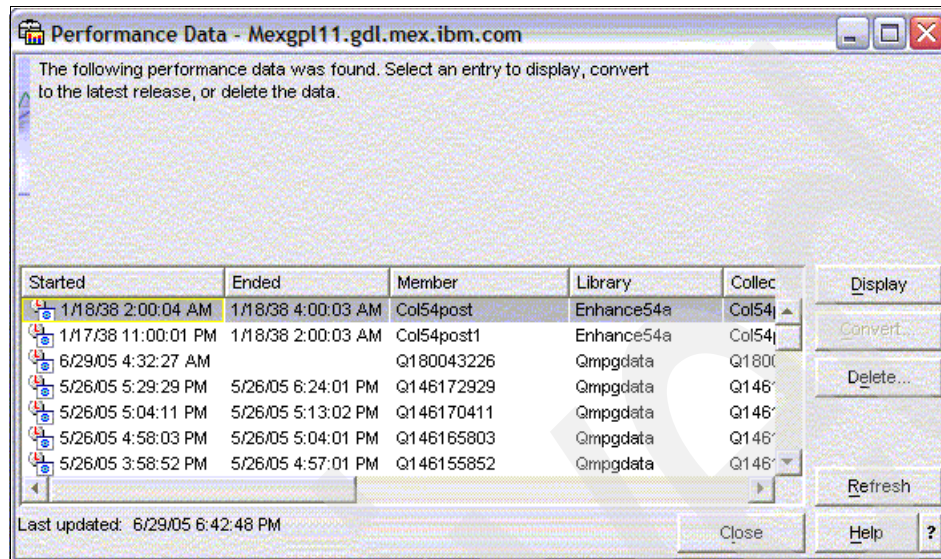 Performance Data - Mexgpl11.gdl.mex.ibm.com
The following performance data was found. Select an entry to display, convert
to the latest release, or delete the data.
Started Ended Member Library Collec
1/18/38 2:00:04 AM 1/18/38 4:00:03 AM Col54post Enhance54a Col54
1/17/38 11:00:01 PM 1/18/38 2:00:03 AM Col54post1 Enhance54a Col54
6/29/05 4:32:27 AM Q180043226 Qmpgdata Q180
5/26/05 5:29:29 PM 5/26/05 6:24:01 PM Q146172929 Qmpgdata Q146
5/26/05 5:04:11 PM 5/26/05 5:13:02 PM Q146170411 Qmpgdata Q146
5/26/05 4:58:03 PM 5/26/05 5:04:01 PM Q146165803 Qmpgdata Q146
5/26/05 3:58:52 PM 5/26/05 4:57:01 PM Q146155852 Qmpgdata Q146
Display
Convert...
Delete...
Refresh
Last updated: 6/29/05 6:42:48 PM
Close
Help ?